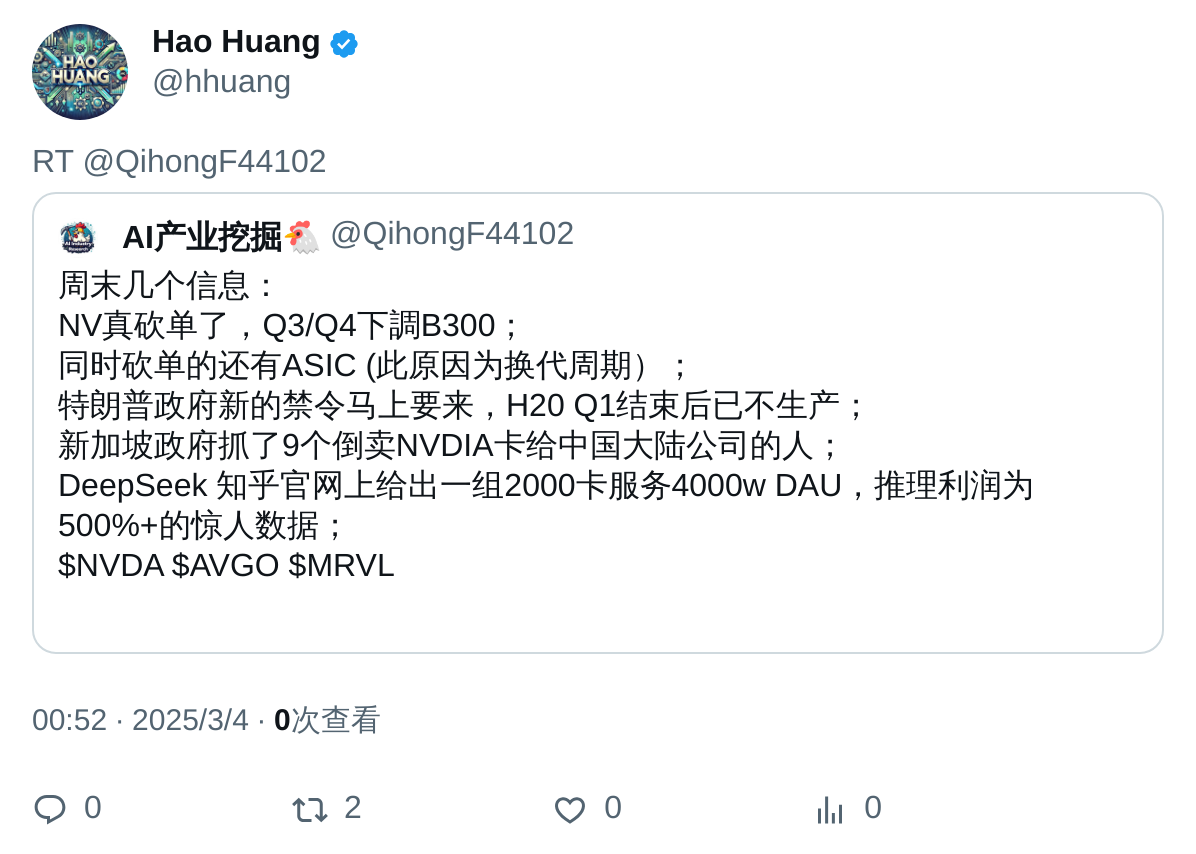 HAO
HUANG
Hao Huang
@hhuang
RT @QihongF44102
AI Industry
Research
AI产业挖掘🐔 @QihongF44102
周末几个信息：
NV真砍单了，Q3/Q4下調B300；
同时砍单的还有ASIC (此原因为换代周期）；
特朗普政府新的禁令马上要来，H20 Q1结束后已不生产；
新加坡政府抓了9个倒卖NVDIA卡给中国大陆公司的人；
DeepSeek 知乎官网上给出一组2000卡服务4000w DAU，推理利润为
500%+的惊人数据；
$NVDA $AVGO $MRVL
00:52 · 2025/3/4 · 0次查看
0 2 0 0